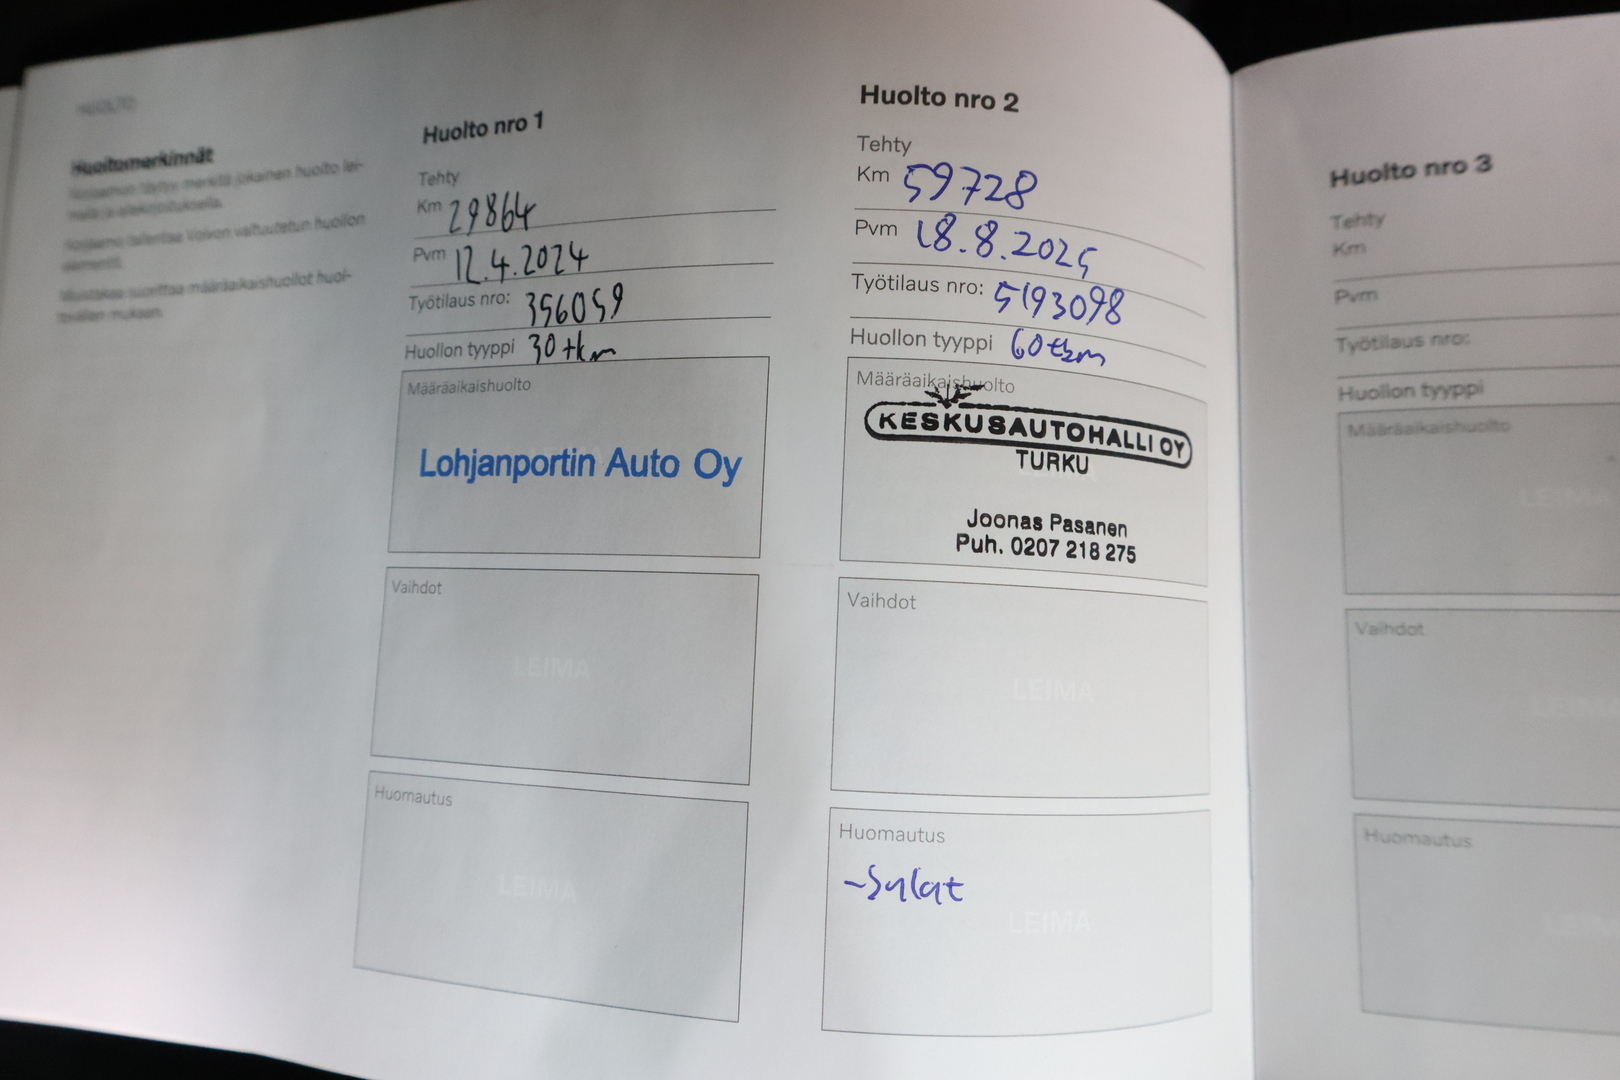 HUOLTO
Huoltomerkinnät
Huolto nro 1
Tehty
Km 29864
Pvm 12.4.2024
Työtilaus nro: 356059
Huollon tyyppi 30 tkm
Määräaikaishuolto
Lohjanportin Auto Oy
Vaihdot
LEIMA
Huomautus
LEIMA
Huolto nro 2
Tehty
Km 59728
Pvm 18.8.2025
Työtilaus nro: 5193098
Huollon tyyppi 60 tkm
Määräaikaishuolto
KESKUSAUTOHALLI OY
TURKU
Joonas Pasanen
Puh. 0207 218 275
Vaihdot
LEIMA
Huomautus
-Sulat
LEIMA
Huolto nro 3
Tehty
Km
Pvm
Työtilaus nro:
Huollon tyyppi
Määräaikaishuolto
LEIMA
Vaihdot
Huomautus